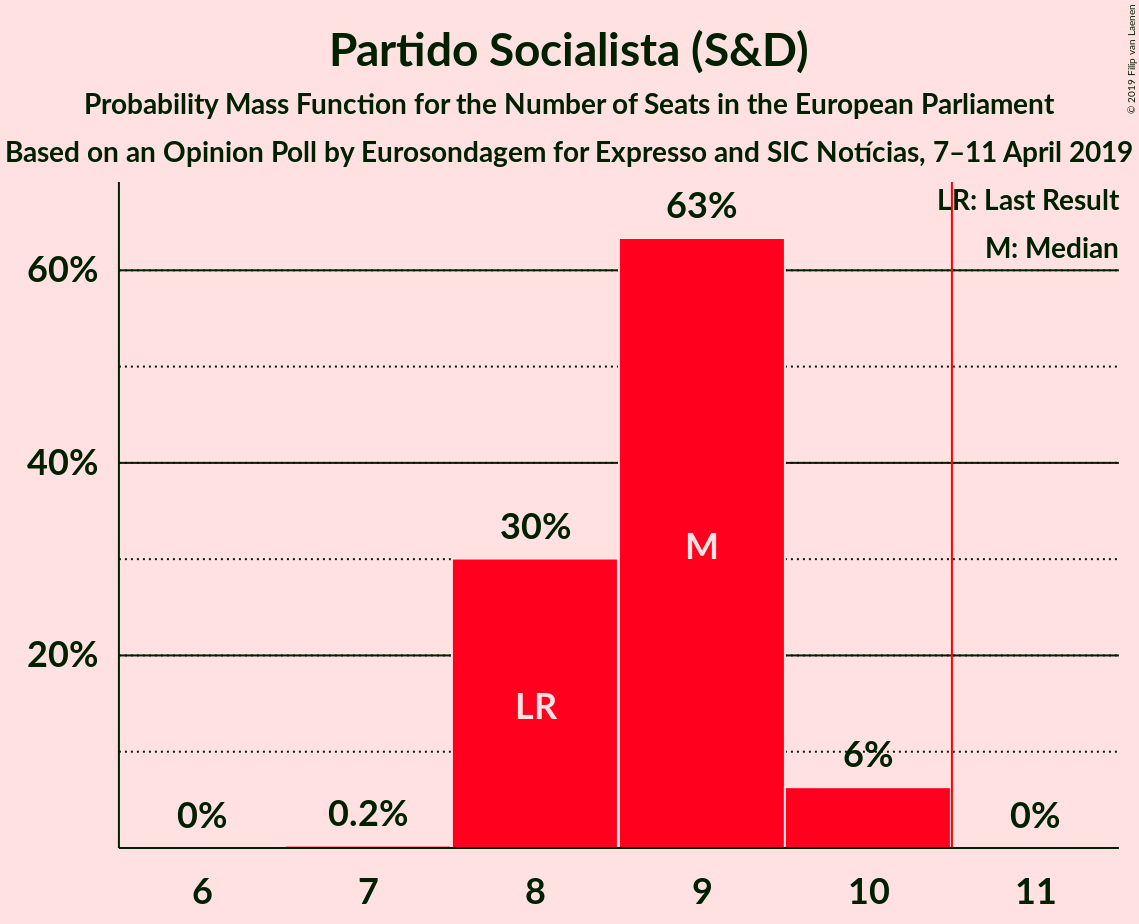 Partido Socialista (S&D)
Probability Mass Function for the Number of Seats in the European Parliament
Based on an Opinion Poll by Eurosondagem for Expresso and SIC Notícias, 7–11 April 2019
© 2019 Filip van Laenen
LR: Last Result
M: Median
60%
40%
20%
0%
0.2%
30%
63%
6%
0%
LR
M
6
7
8
9
10
11